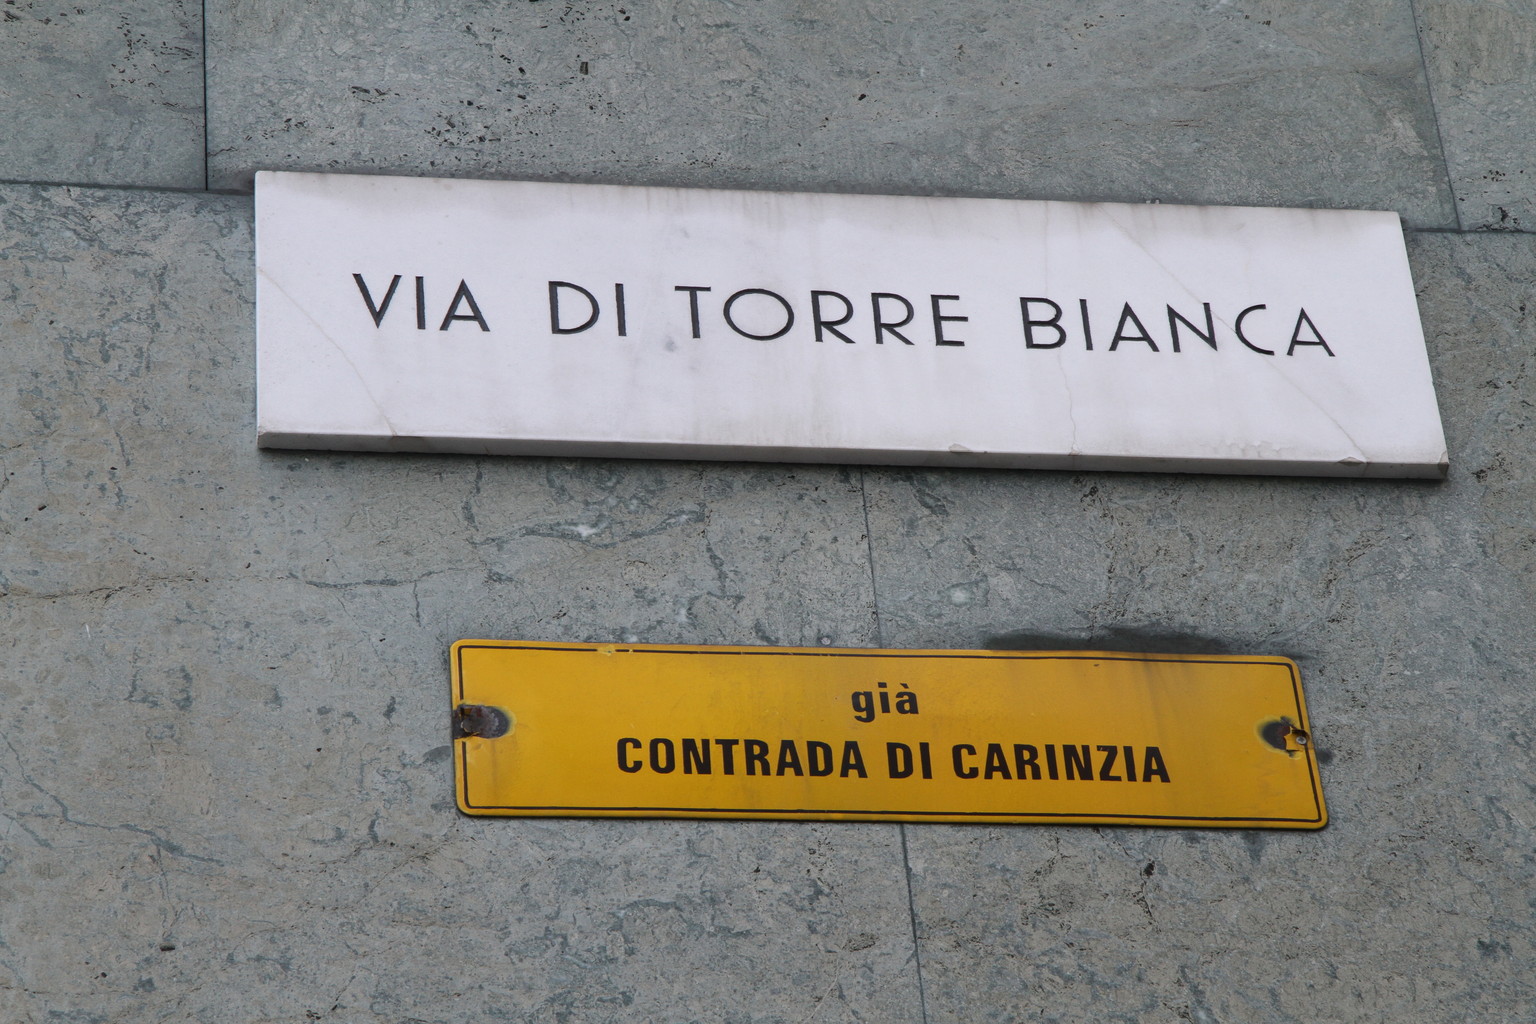 VIA DI TORRE BIANCA
già
CONTRADA DI CARINZIA